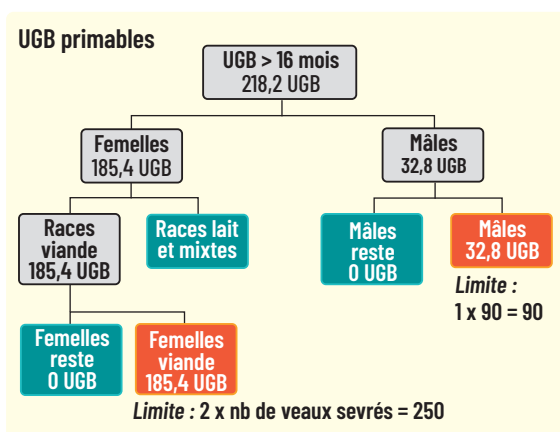 UGB primables
UGB > 16 mois
218,2 UGB
Femelles
185,4 UGB
Mâles
32,8 UGB
Races
viande
185,4 UGB
Races lait
et mixtes
Mâles
reste
0 UGB
Mâles
32,8 UGB
Limite :
1 x 90 = 90
Femelles
reste
0 UGB
Femelles
viande
185,4 UGB
Limite : 2 x nb de veaux sevrés = 250